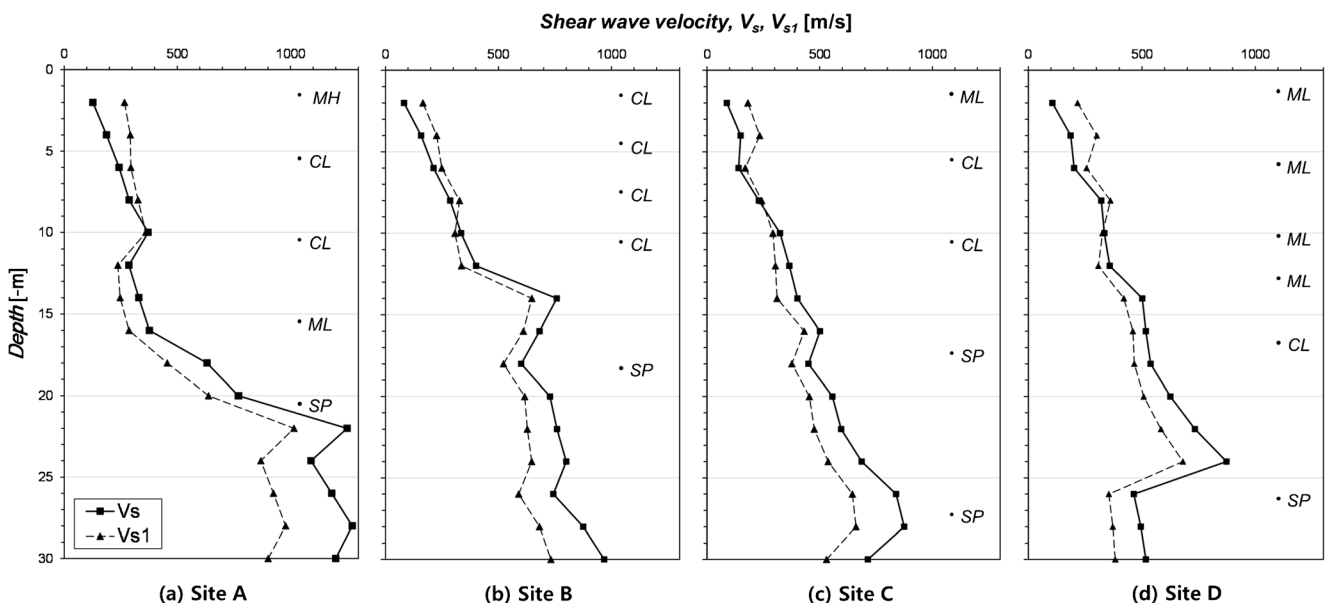 Shear wave velocity, Vs, Vs1 [m/s]
0 500 1000 0 500 1000 0 500 1000 0 500 1000
0
5
10
15
20
25
30
Depth [-m]
MH
CL
CL
ML
SP
Vs
Vs1
CL
CL
CL
CL
SP
ML
CL
CL
SP
SP
ML
ML
ML
ML
CL
SP
(a) Site A
(b) Site B
(c) Site C
(d) Site D